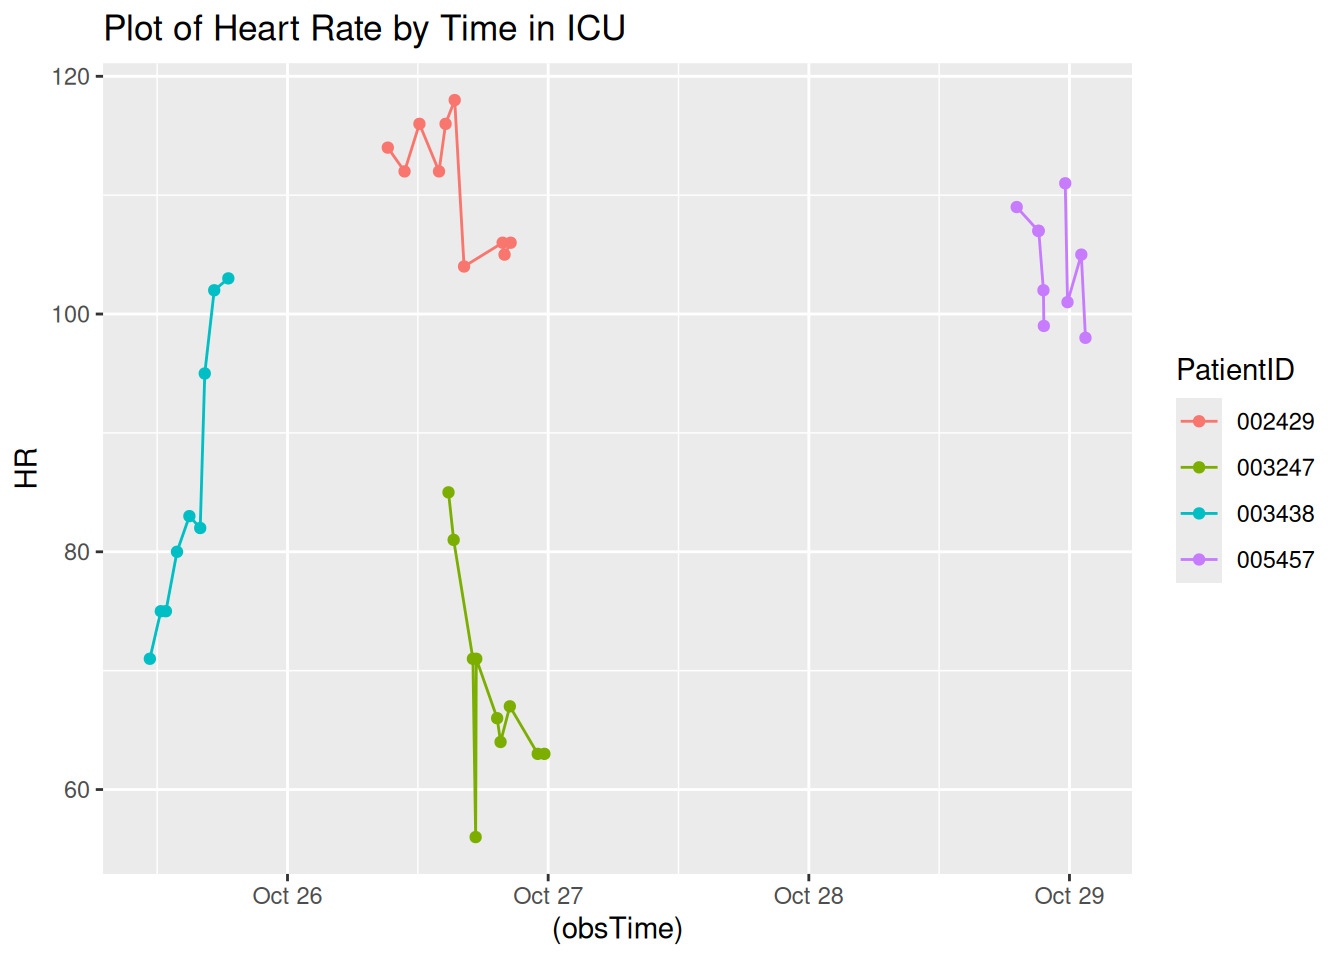 Plot of Heart Rate by Time in ICU
120
100
80
60
HR
Oct 26
Oct 27
Oct 28
Oct 29
(obsTime)
PatientID
002429
003247
003438
005457